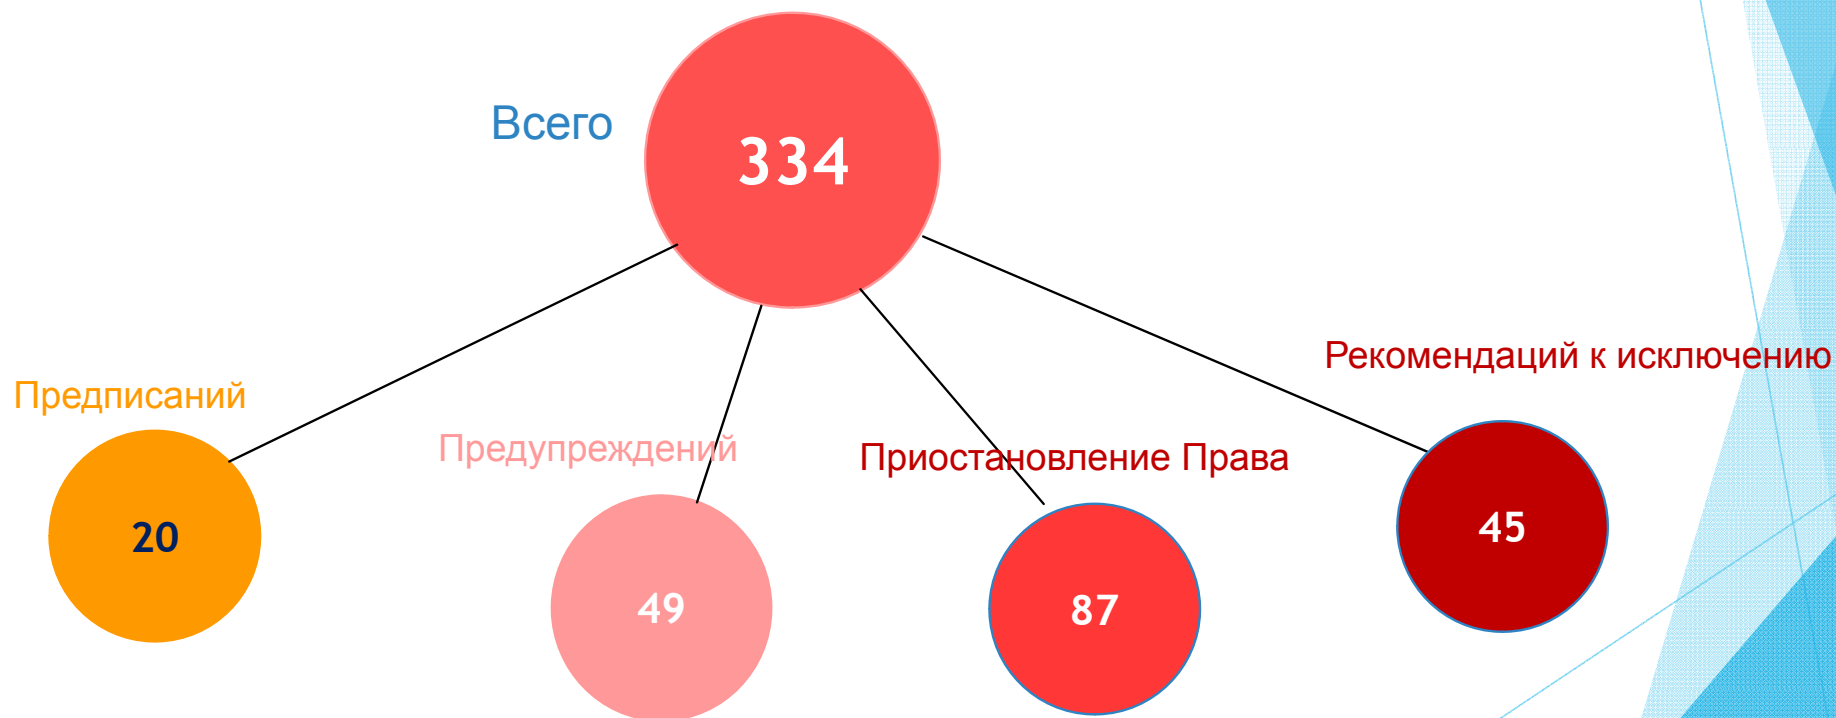 Всего
334
Предписаний
20
Предупреждений
49
Приостановление Права
87
Рекомендаций к исключению
45